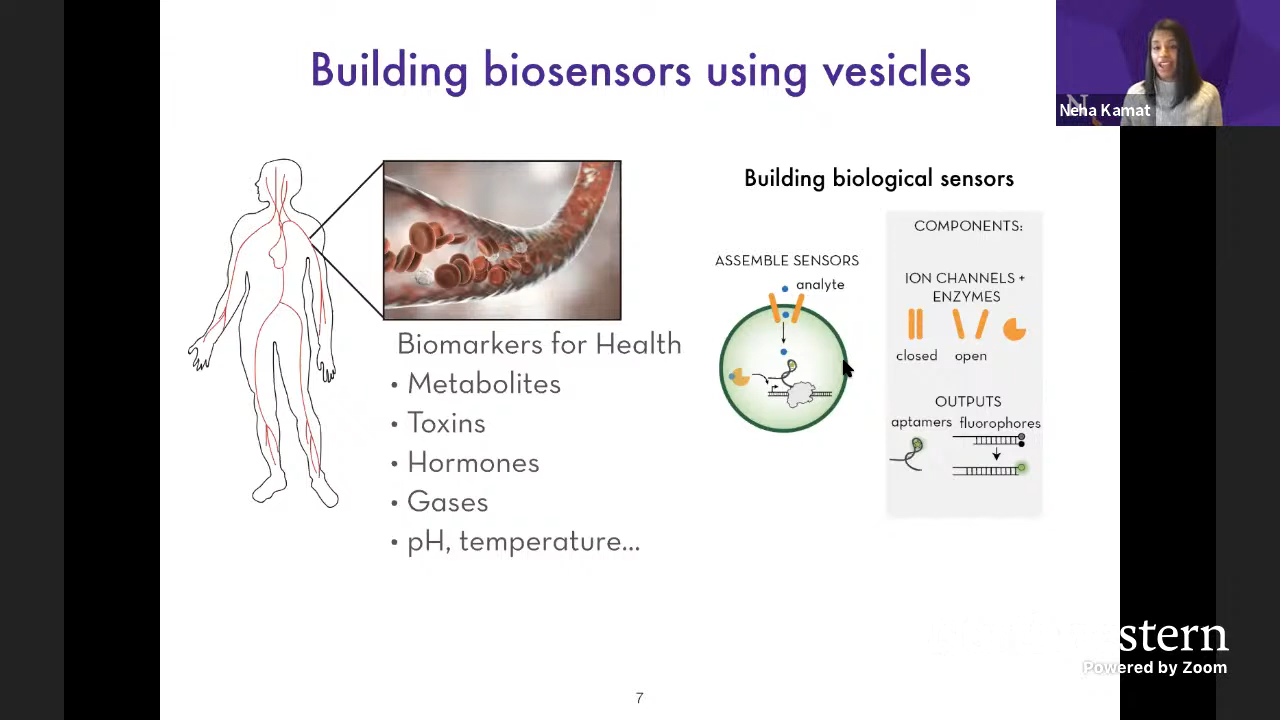 Building biosensors using vesicles
Neha Kamat
Building biological sensors
COMPONENTS:
ION CHANNELS +
ENZYMES
closed open
OUTPUTS
aptamers fluorophores
ASSEMBLE SENSORS
analyte
Biomarkers for Health
• Metabolites
• Toxins
• Hormones
• Gases
• pH, temperature...
stern
Powered by Zoom
7